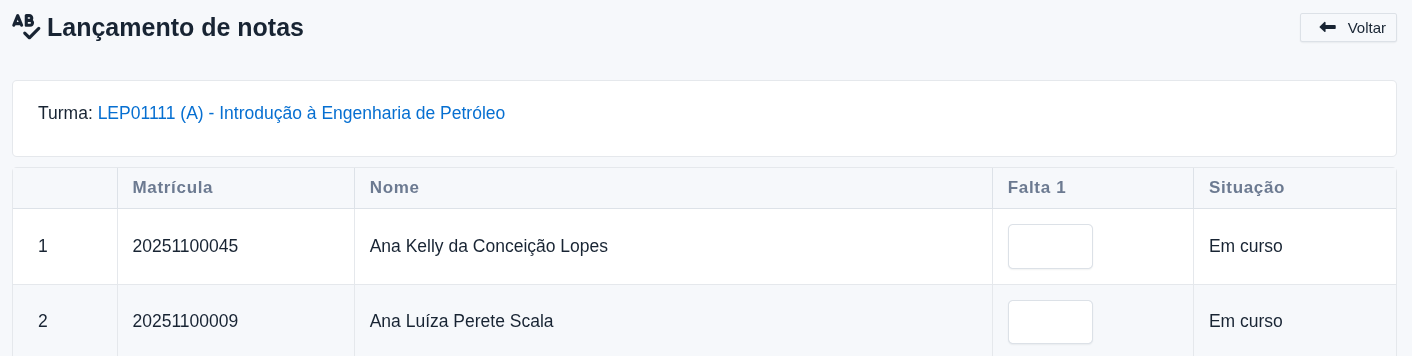 Lançamento de notas
Voltar
Turma: LEP01111 (A) - Introdução à Engenharia de Petróleo
Matrícula Nome Falta 1 Situação
1 20251100045 Ana Kelly da Conceição Lopes Em curso
2 20251100009 Ana Luíza Perete Scala Em curso